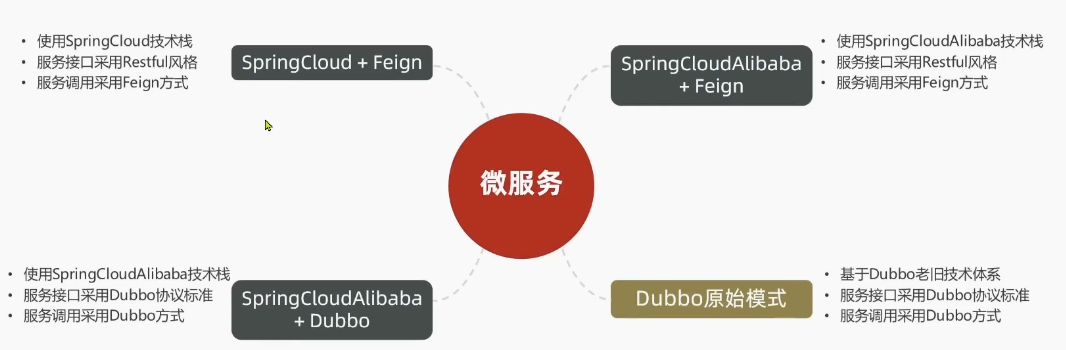 使用SpringCloud技术栈
服务接口采用Restful风格
服务调用采用Feign方式
SpringCloud + Feign
SpringCloudAlibaba
+ Feign
使用SpringCloudAlibaba技术栈
服务接口采用Restful风格
服务调用采用Feign方式
微服务
使用SpringCloudAlibaba技术栈
服务接口采用Dubbo协议标准
服务调用采用Dubbo方式
SpringCloudAlibaba
+ Dubbo
Dubbo原始模式
基于Dubbo老旧技术体系
服务接口采用Dubbo协议标准
服务调用采用Dubbo方式